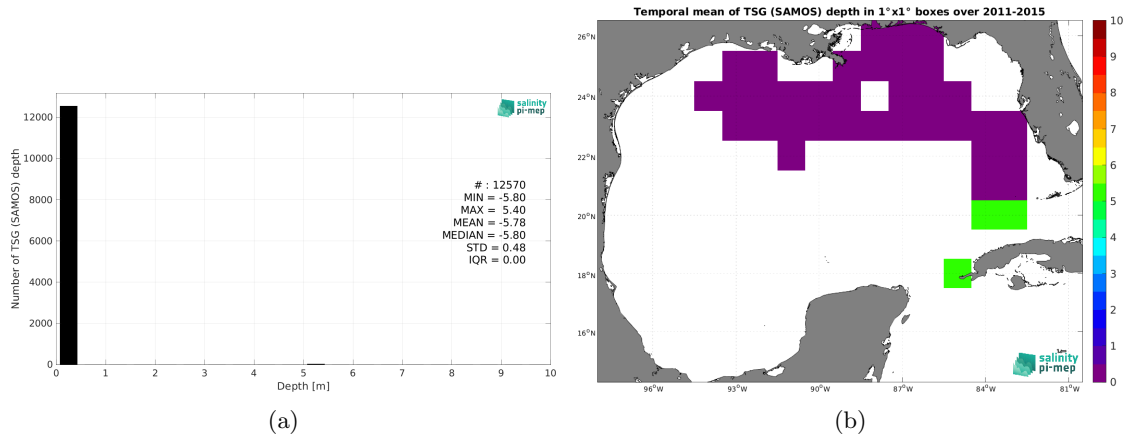 salinity
pi-mep
12000
10000
8000
6000
4000
2000
0
Number of TSG (SAMOS) depth
# : 12570
MIN = -5.80
MAX = 5.40
MEAN = -5.78
MEDIAN = -5.80
STD = 0.48
IQR = 0.00
0 1 2 3 4 5 6 7 8 9 10
Depth [m]
(a)
Temporal mean of TSG (SAMOS) depth in 1°x1° boxes over 2011-2015
26°N
24°N
22°N
20°N
18°N
16°N
96°W 90°W 90°W 87°W 84°W 81°W
salinity
pi-mep
10
9
8
7
6
5
4
3
2
1
0
(b)